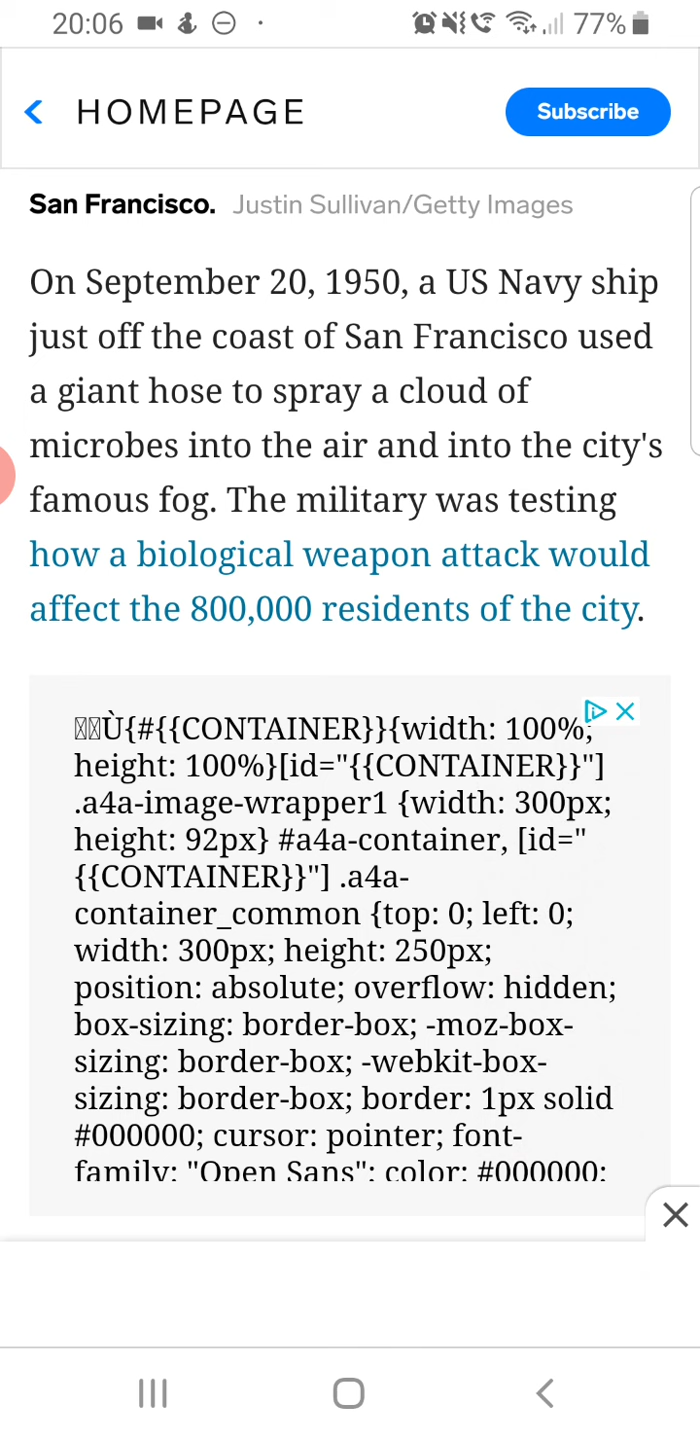 20:06
77%
HOMEPAGE
Subscribe
San Francisco. Justin Sullivan/Getty Images
On September 20, 1950, a US Navy ship
just off the coast of San Francisco used
a giant hose to spray a cloud of
microbes into the air and into the city's
famous fog. The military was testing
how a biological weapon attack would
affect the 800,000 residents of the city.
Ù{#{{CONTAINER}}{width: 100%;
height: 100%}[id="{{CONTAINER}}"]
.a4a-image-wrapper1 {width: 300px;
height: 92px} #a4a-container, [id="
{{CONTAINER}}"] .a4a-
container_common {top: 0; left: 0;
width: 300px; height: 250px;
position: absolute; overflow: hidden;
box-sizing: border-box; -moz-box-
sizing: border-box; -webkit-box-
sizing: border-box; border: 1px solid
#000000; cursor: pointer; font-
family: "Open Sans"; color: #000000;